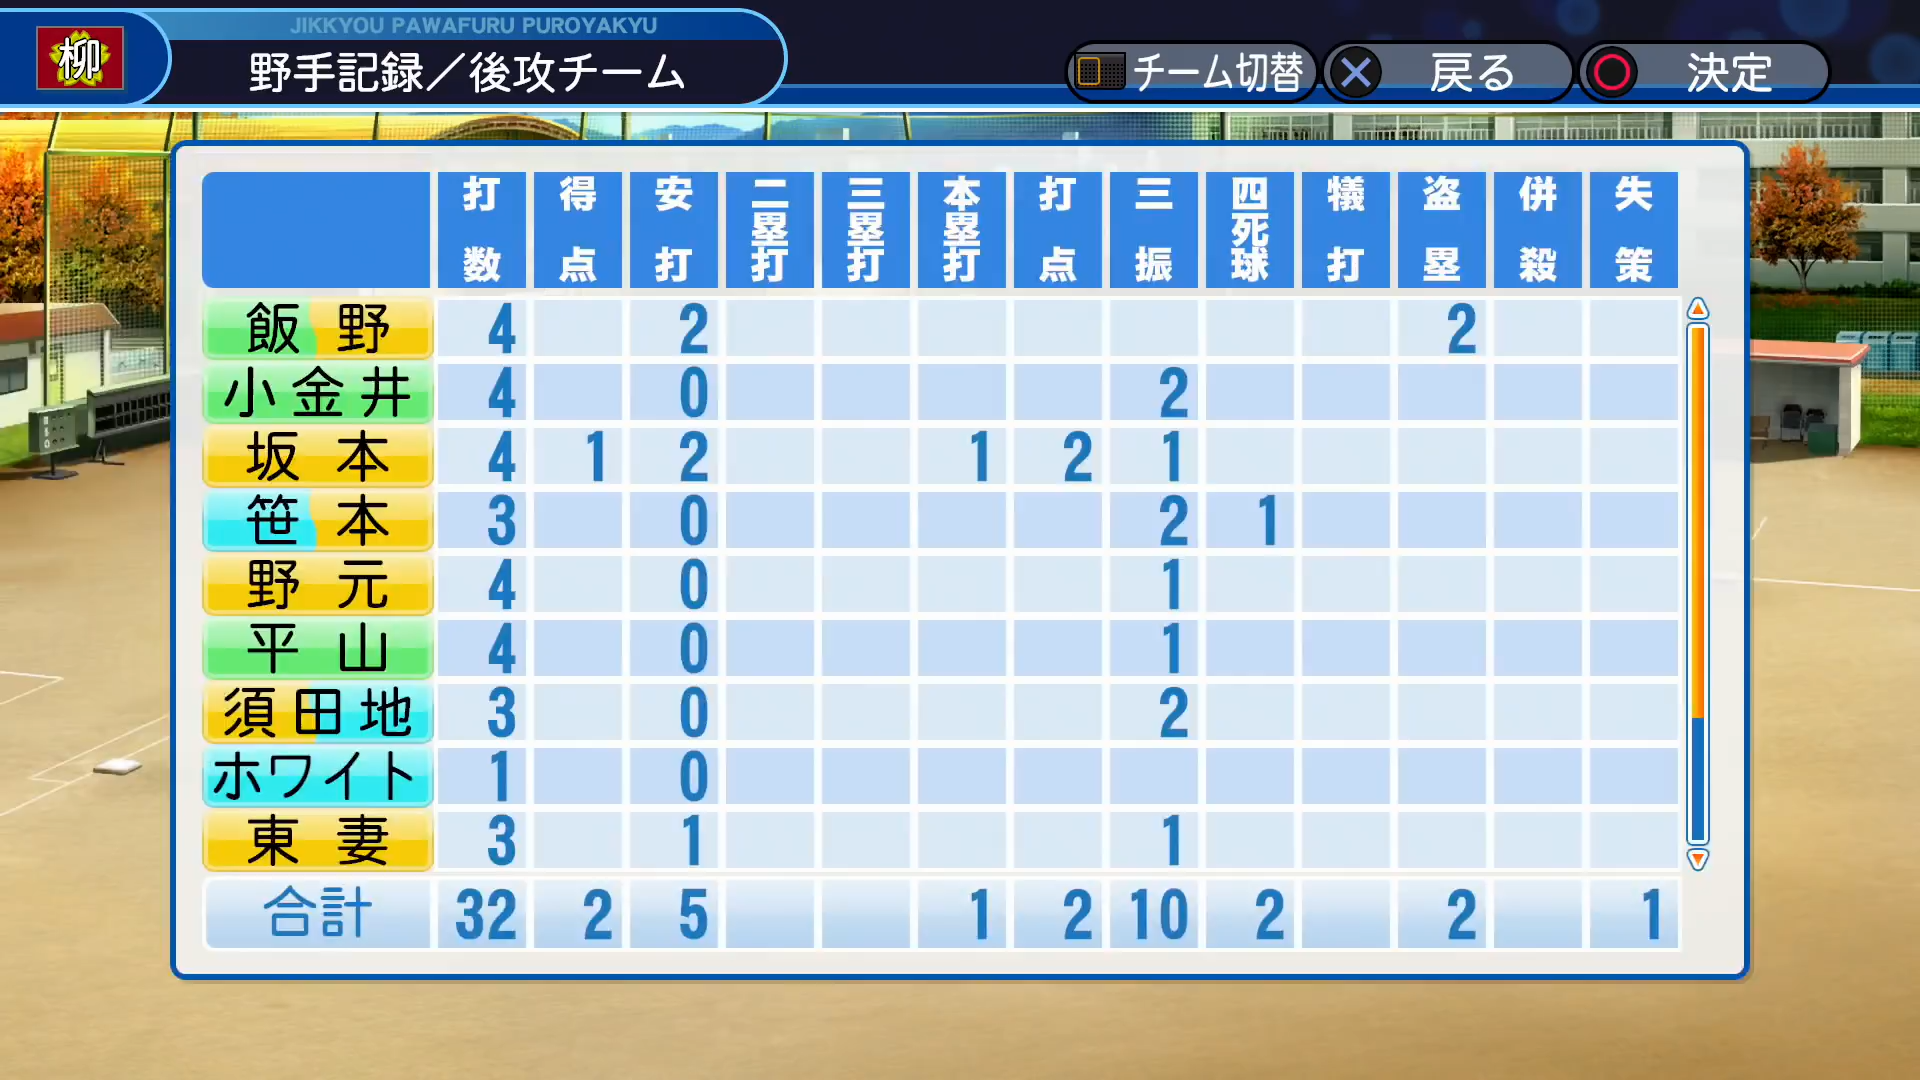 柳
JIKKYOU PAWAFURU PUROYAKYU
野手記録／後攻チーム
チーム切替 戻る 決定
打数 得点 安打 二塁打 三塁打 本塁打 打点 三振 四死球 犠打 盗塁 併殺 失策
飯野 4 2 2
小金井 4 0 2
坂本 4 1 2 1 2 1
笹本 3 0 2 1
野元 4 0 1
平山 4 0 1
須田地 3 0 2
ホワイト 1 0
東妻 3 1 1
合計 32 2 5 1 2 10 2 2 1